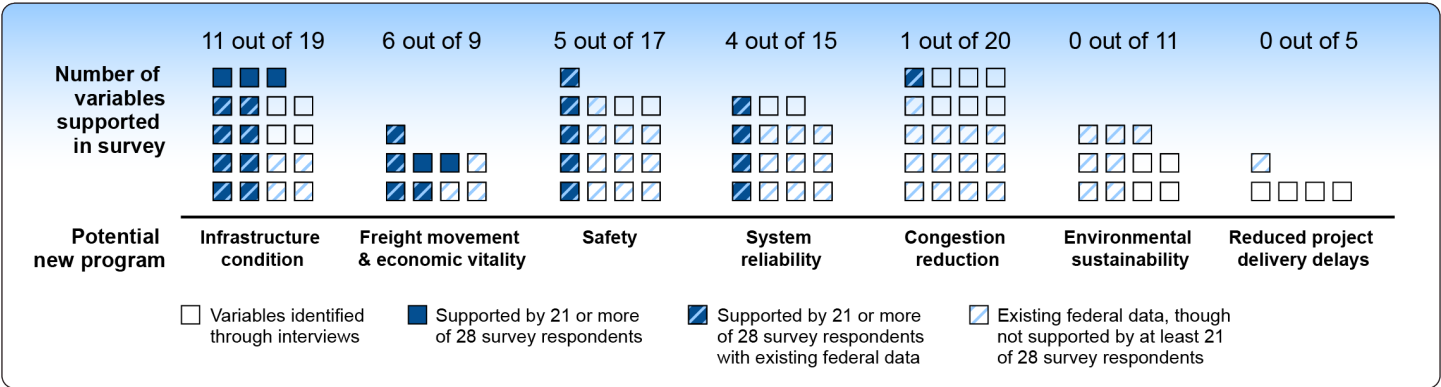 11 out of 19
6 out of 9
5 out of 17
4 out of 15
1 out of 20
0 out of 11
0 out of 5
Number of
variables
supported
in survey
Potential
new program
Infrastructure
condition
Freight movement
& economic vitality
Safety
System
reliability
Congestion
reduction
Environmental
sustainability
Reduced project
delivery delays
Variables identified
through interviews
Supported by 21 or more
of 28 survey respondents
Supported by 21 or more
of 28 survey respondents
with existing federal data
Existing federal data, though
not supported by at least 21
of 28 survey respondents